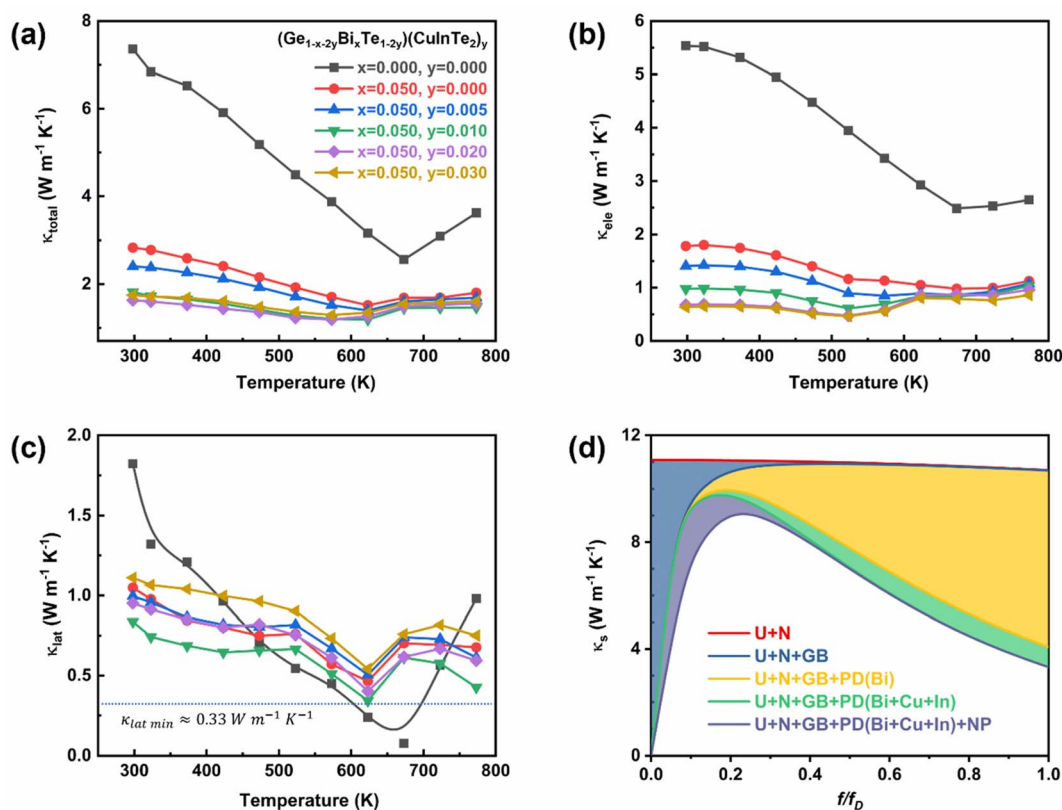 (a)
(Ge1-x-2yBixTe1-2y)(CuInTe2)y
x=0.000, y=0.000
x=0.050, y=0.000
x=0.050, y=0.005
x=0.050, y=0.010
x=0.050, y=0.020
x=0.050, y=0.030
κtotal (W m⁻¹ K⁻¹)
8
6
4
2
300 400 500 600 700 800
Temperature (K)
(b)
κele (W m⁻¹ K⁻¹)
6
5
4
3
2
1
0
300 400 500 600 700 800
Temperature (K)
(c)
κlat (W m⁻¹ K⁻¹)
2.0
1.5
1.0
0.5
0.0
κlat min ≈ 0.33 W m⁻¹ K⁻¹
300 400 500 600 700 800
Temperature (K)
(d)
κs (W m⁻¹ K⁻¹)
12
8
4
0
U+N
U+N+GB
U+N+GB+PD(Bi)
U+N+GB+PD(Bi+Cu+In)
U+N+GB+PD(Bi+Cu+In)+NP
0.0 0.2 0.4 0.6 0.8 1.0
f/fD